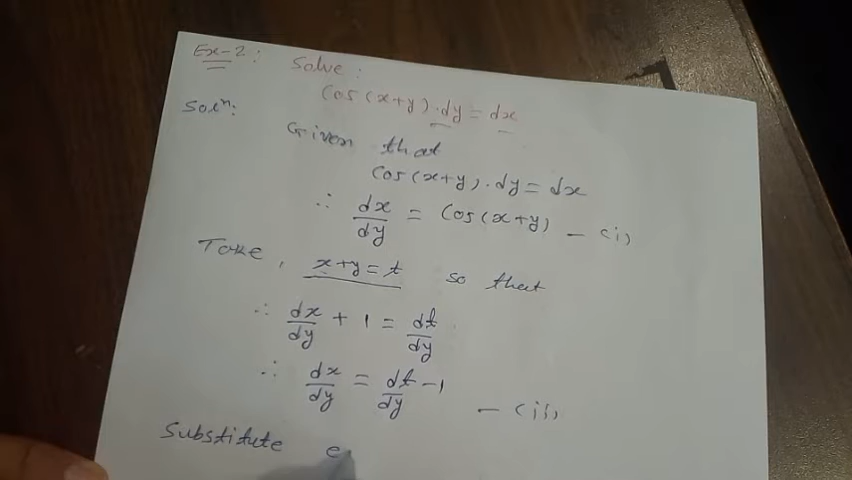 Ex-2: Solve:
Cos(x+y).dy = dx
Solⁿ:
Given that
Cos(x+y).dy = dx
∴ dx/dy = Cos(x+y) — (i)
Take, x+y = t so that
∴ dx/dy + 1 = dt/dy
∴ dx/dy = dt/dy - 1 — (ii)
Substitute e